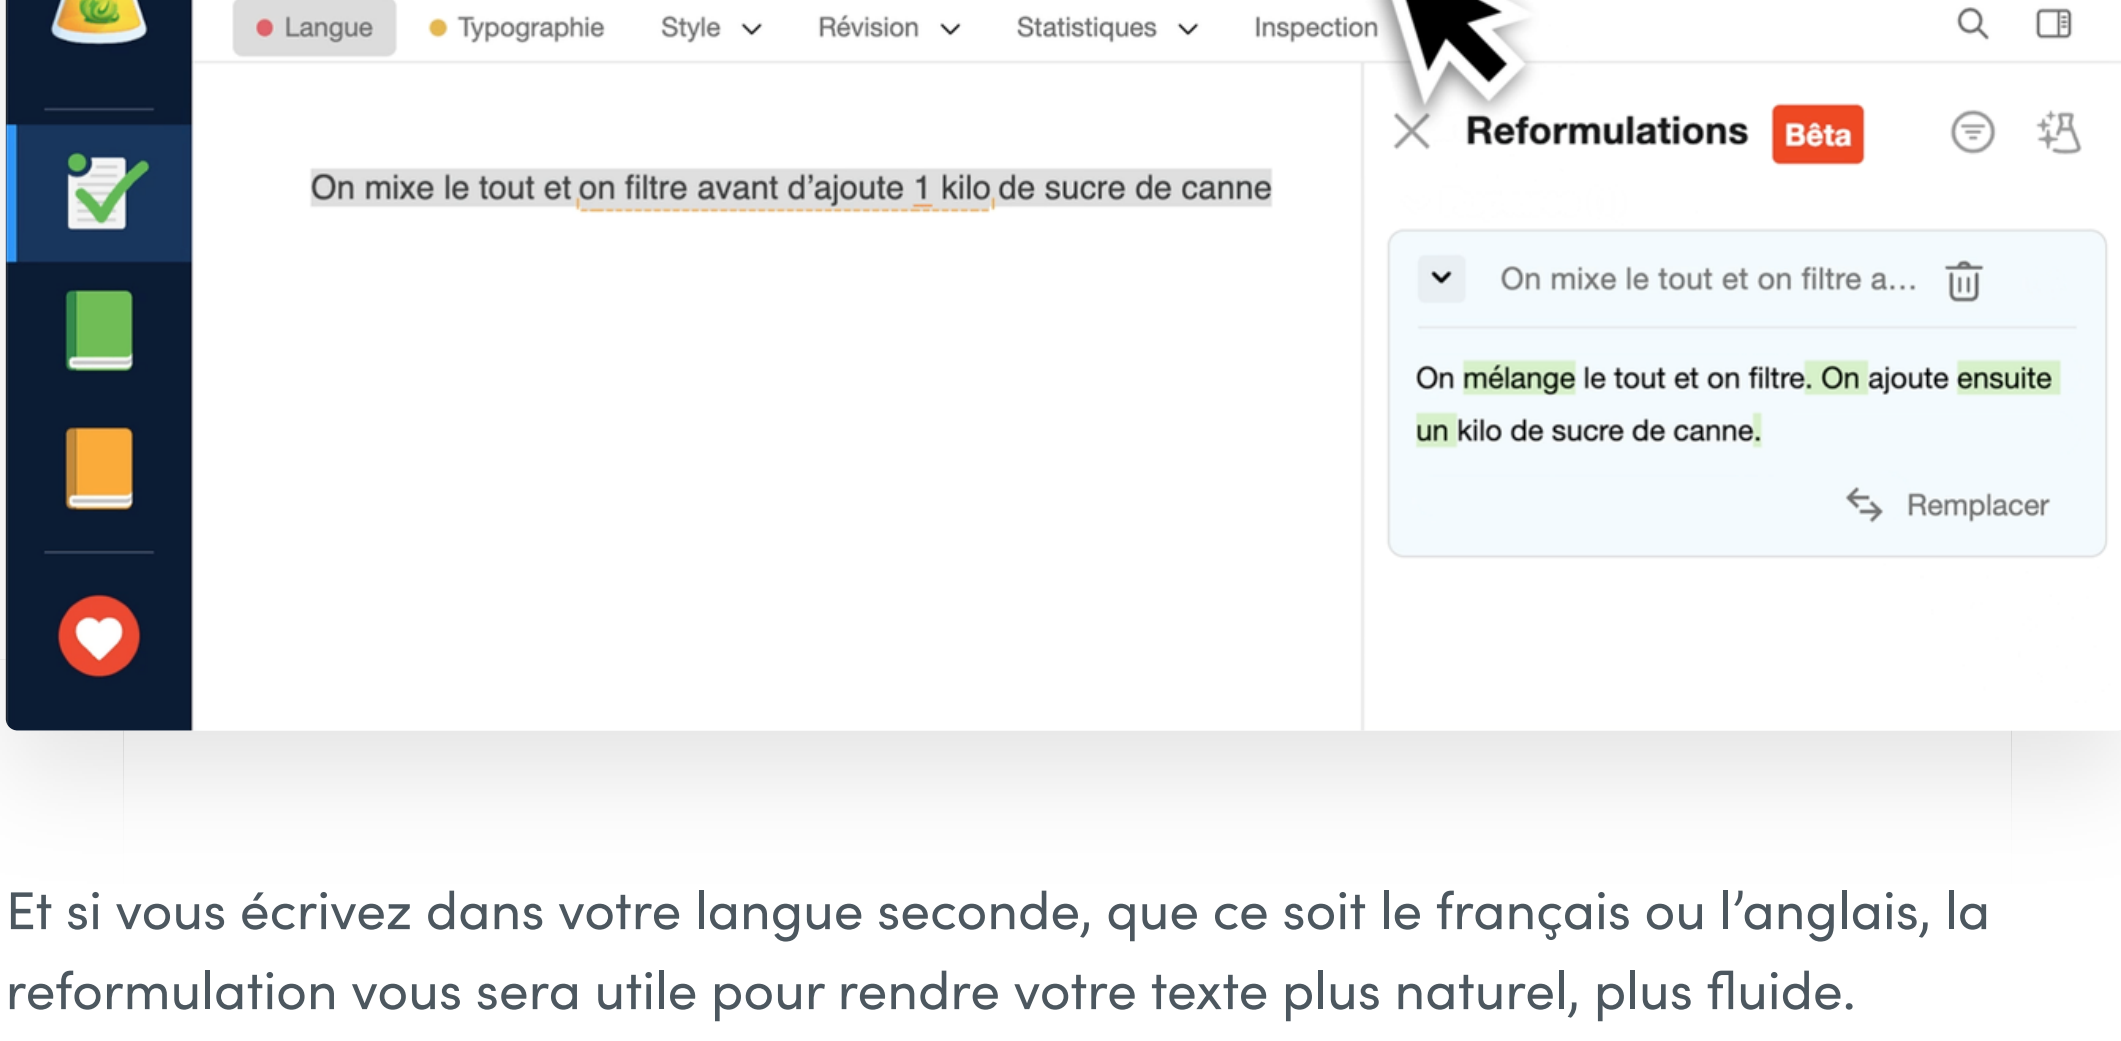 Langue Typographie Style Révision Statistiques Inspection
Reformulations Bêta
On mixe le tout et on filtre avant d’ajoute 1 kilo de sucre de canne
On mixe le tout et on filtre a...
On mélange le tout et on filtre. On ajoute ensuite
un kilo de sucre de canne.
Remplacer
Et si vous écrivez dans votre langue seconde, que ce soit le français ou l’anglais, la
reformulation vous sera utile pour rendre votre texte plus naturel, plus fluide.